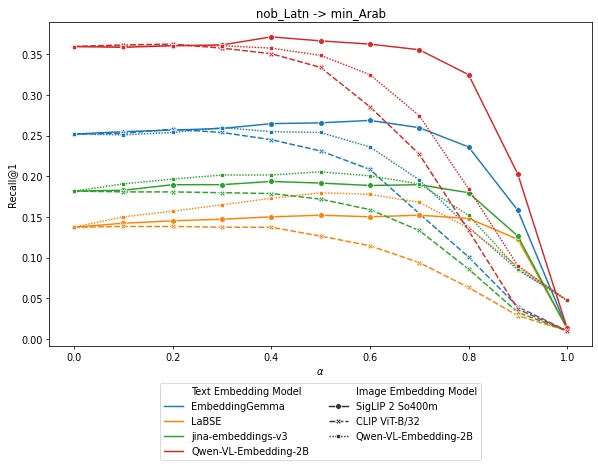 nob_Latn -> min_Arab
Recall@1
0.35
0.30
0.25
0.20
0.15
0.10
0.05
0.00
0.0 0.2 0.4 0.6 0.8 1.0
α
Text Embedding Model Image Embedding Model
EmbeddingGemma SigLIP 2 So400m
LaBSE CLIP ViT-B/32
jina-embeddings-v3 Qwen-VL-Embedding-2B
Qwen-VL-Embedding-2B